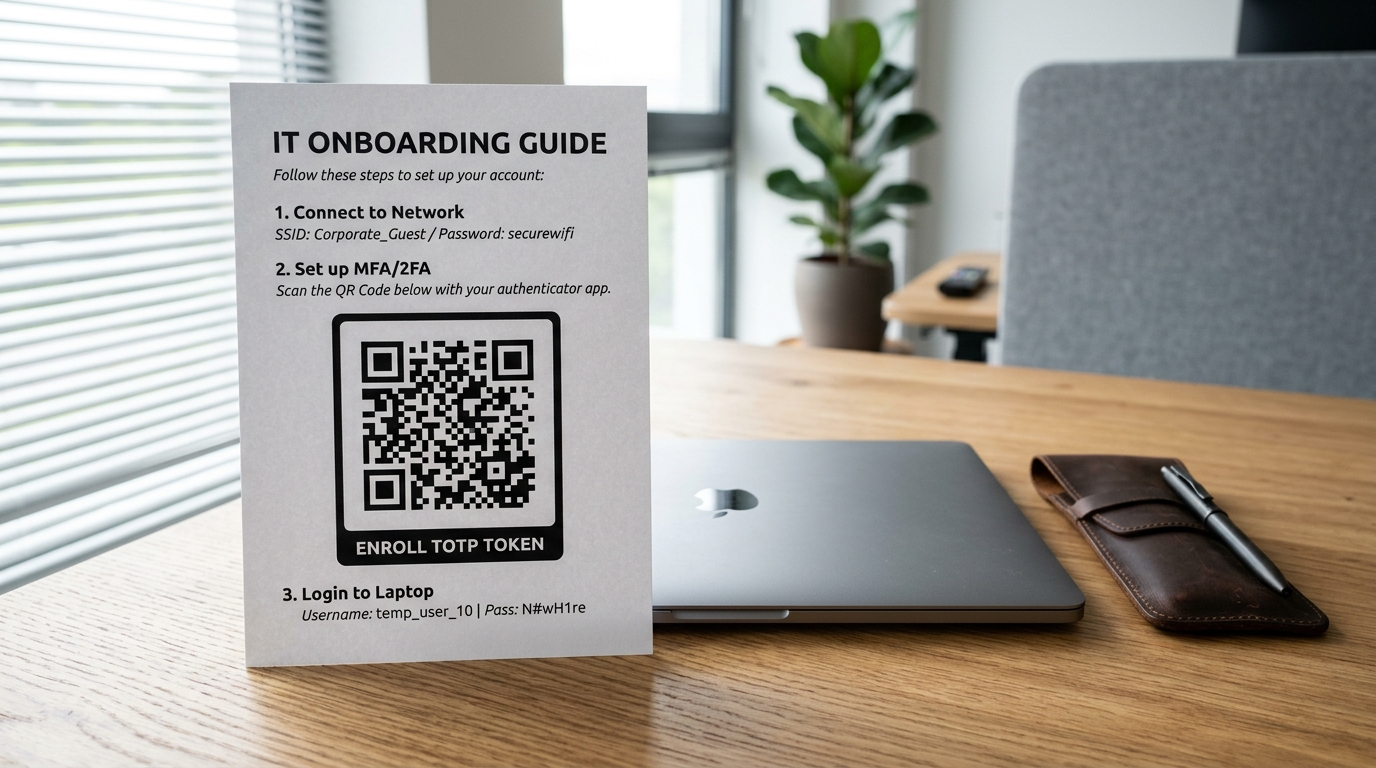 IT ONBOARDING GUIDE
Follow these steps to set up your account:
1. Connect to Network
SSID: Corporate_Guest / Password: securewifi
2. Set up MFA/2FA
Scan the QR Code below with your authenticator app.
ENROLL TOTP TOKEN
3. Login to Laptop
Username: temp_user_10 | Pass: N#wH1re